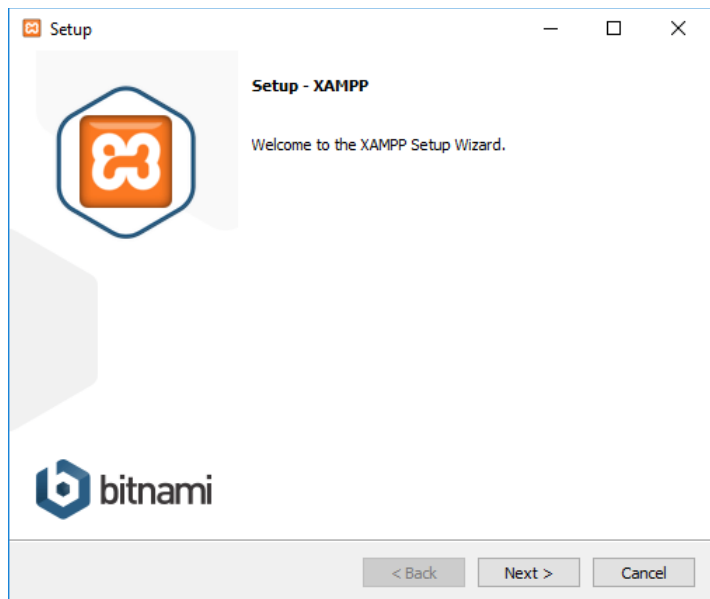 Setup
Setup - XAMPP
Welcome to the XAMPP Setup Wizard.
bitnami
< Back
Next >
Cancel